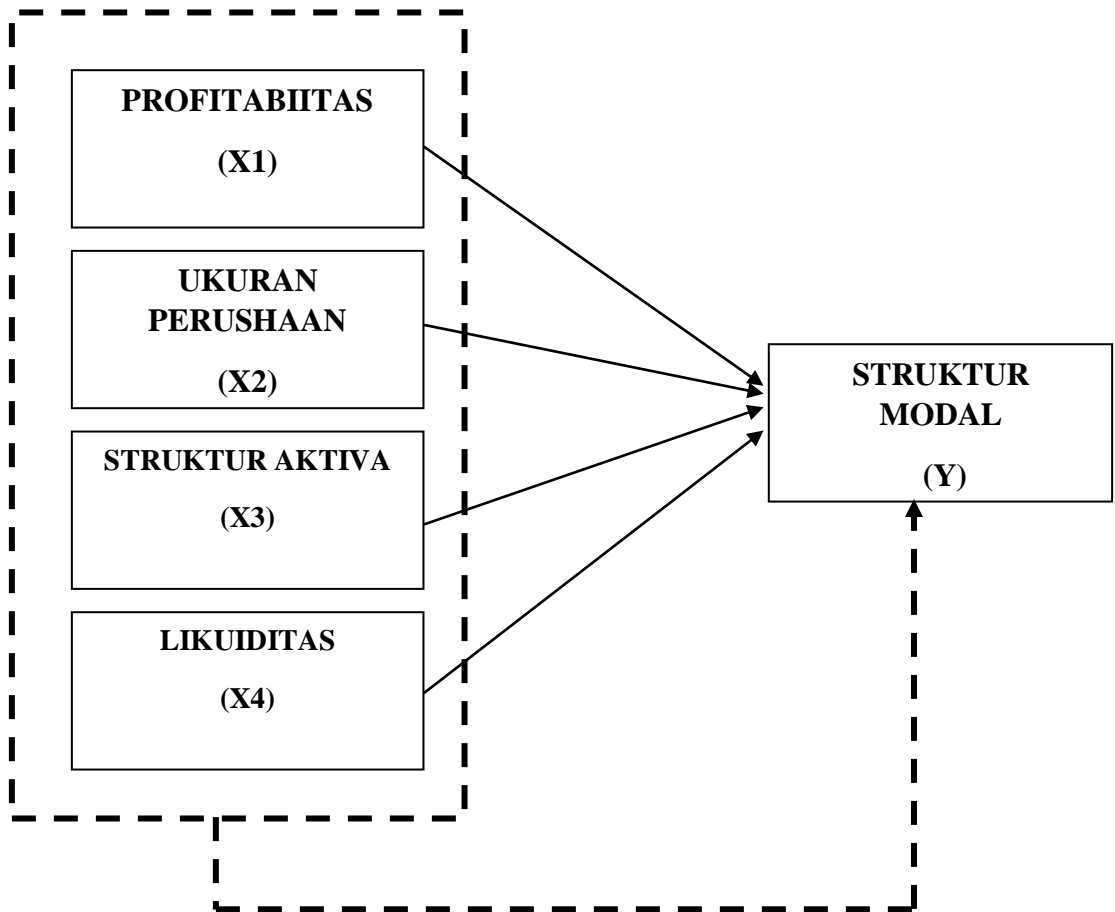 PROFITABIITAS
(X1)
UKURAN
PERUSHAAN
(X2)
STRUKTUR AKTIVA
(X3)
LIKUIDITAS
(X4)
STRUKTUR
MODAL
(Y)